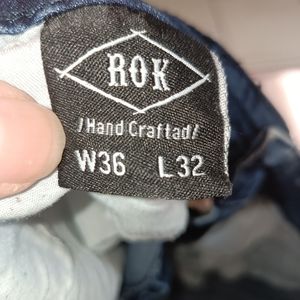 ROK
/Hand Craftad/
W36 L32